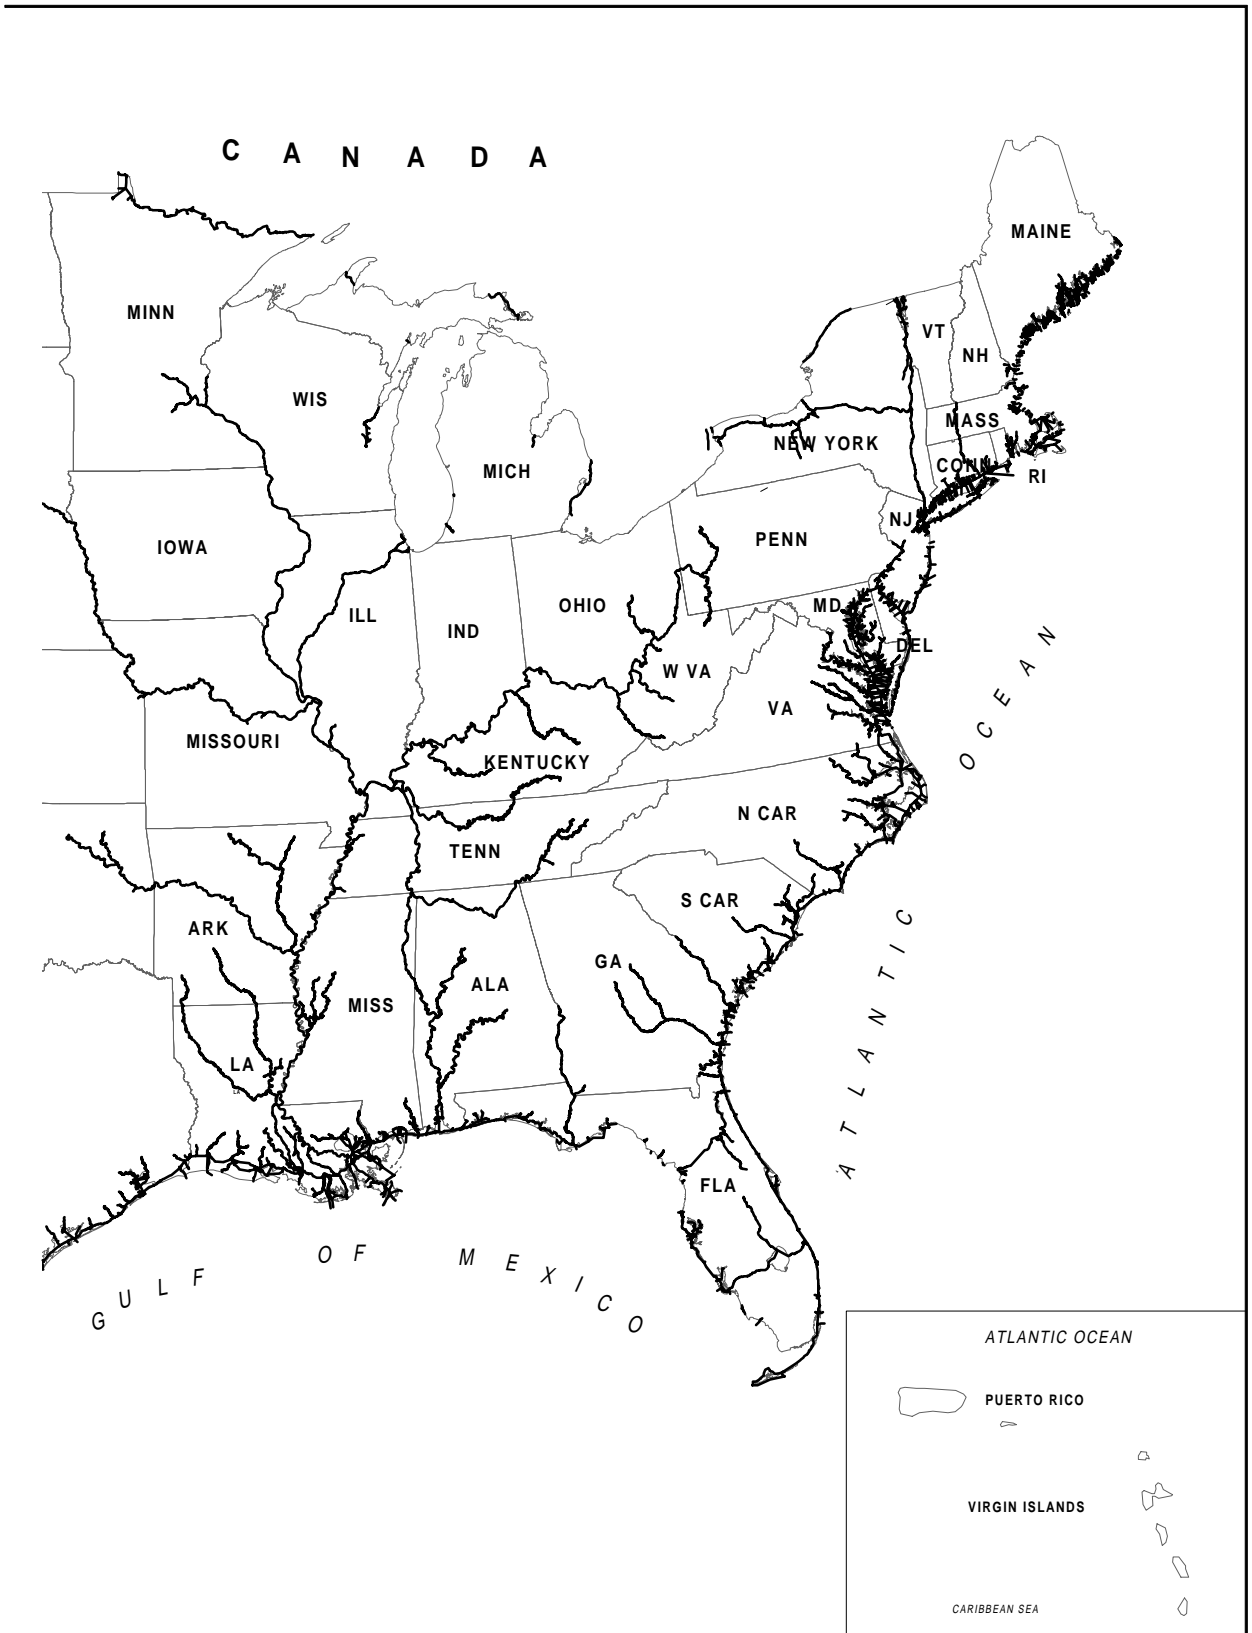 CANADA
MAINE
MINN
VT
NH
WIS
MASS
NEW YORK
MICH
CONN
RI
NJ
PENN
IOWA
OHIO
MD
ILL
IND
DEL
W VA
VA
MISSOURI
KENTUCKY
N CAR
TENN
S CAR
ARK
GA
ALA
MISS
LA
FLA
ATLANTIC OCEAN
GULF OF MEXICO
ATLANTIC OCEAN
PUERTO RICO
VIRGIN ISLANDS
CARIBBEAN SEA